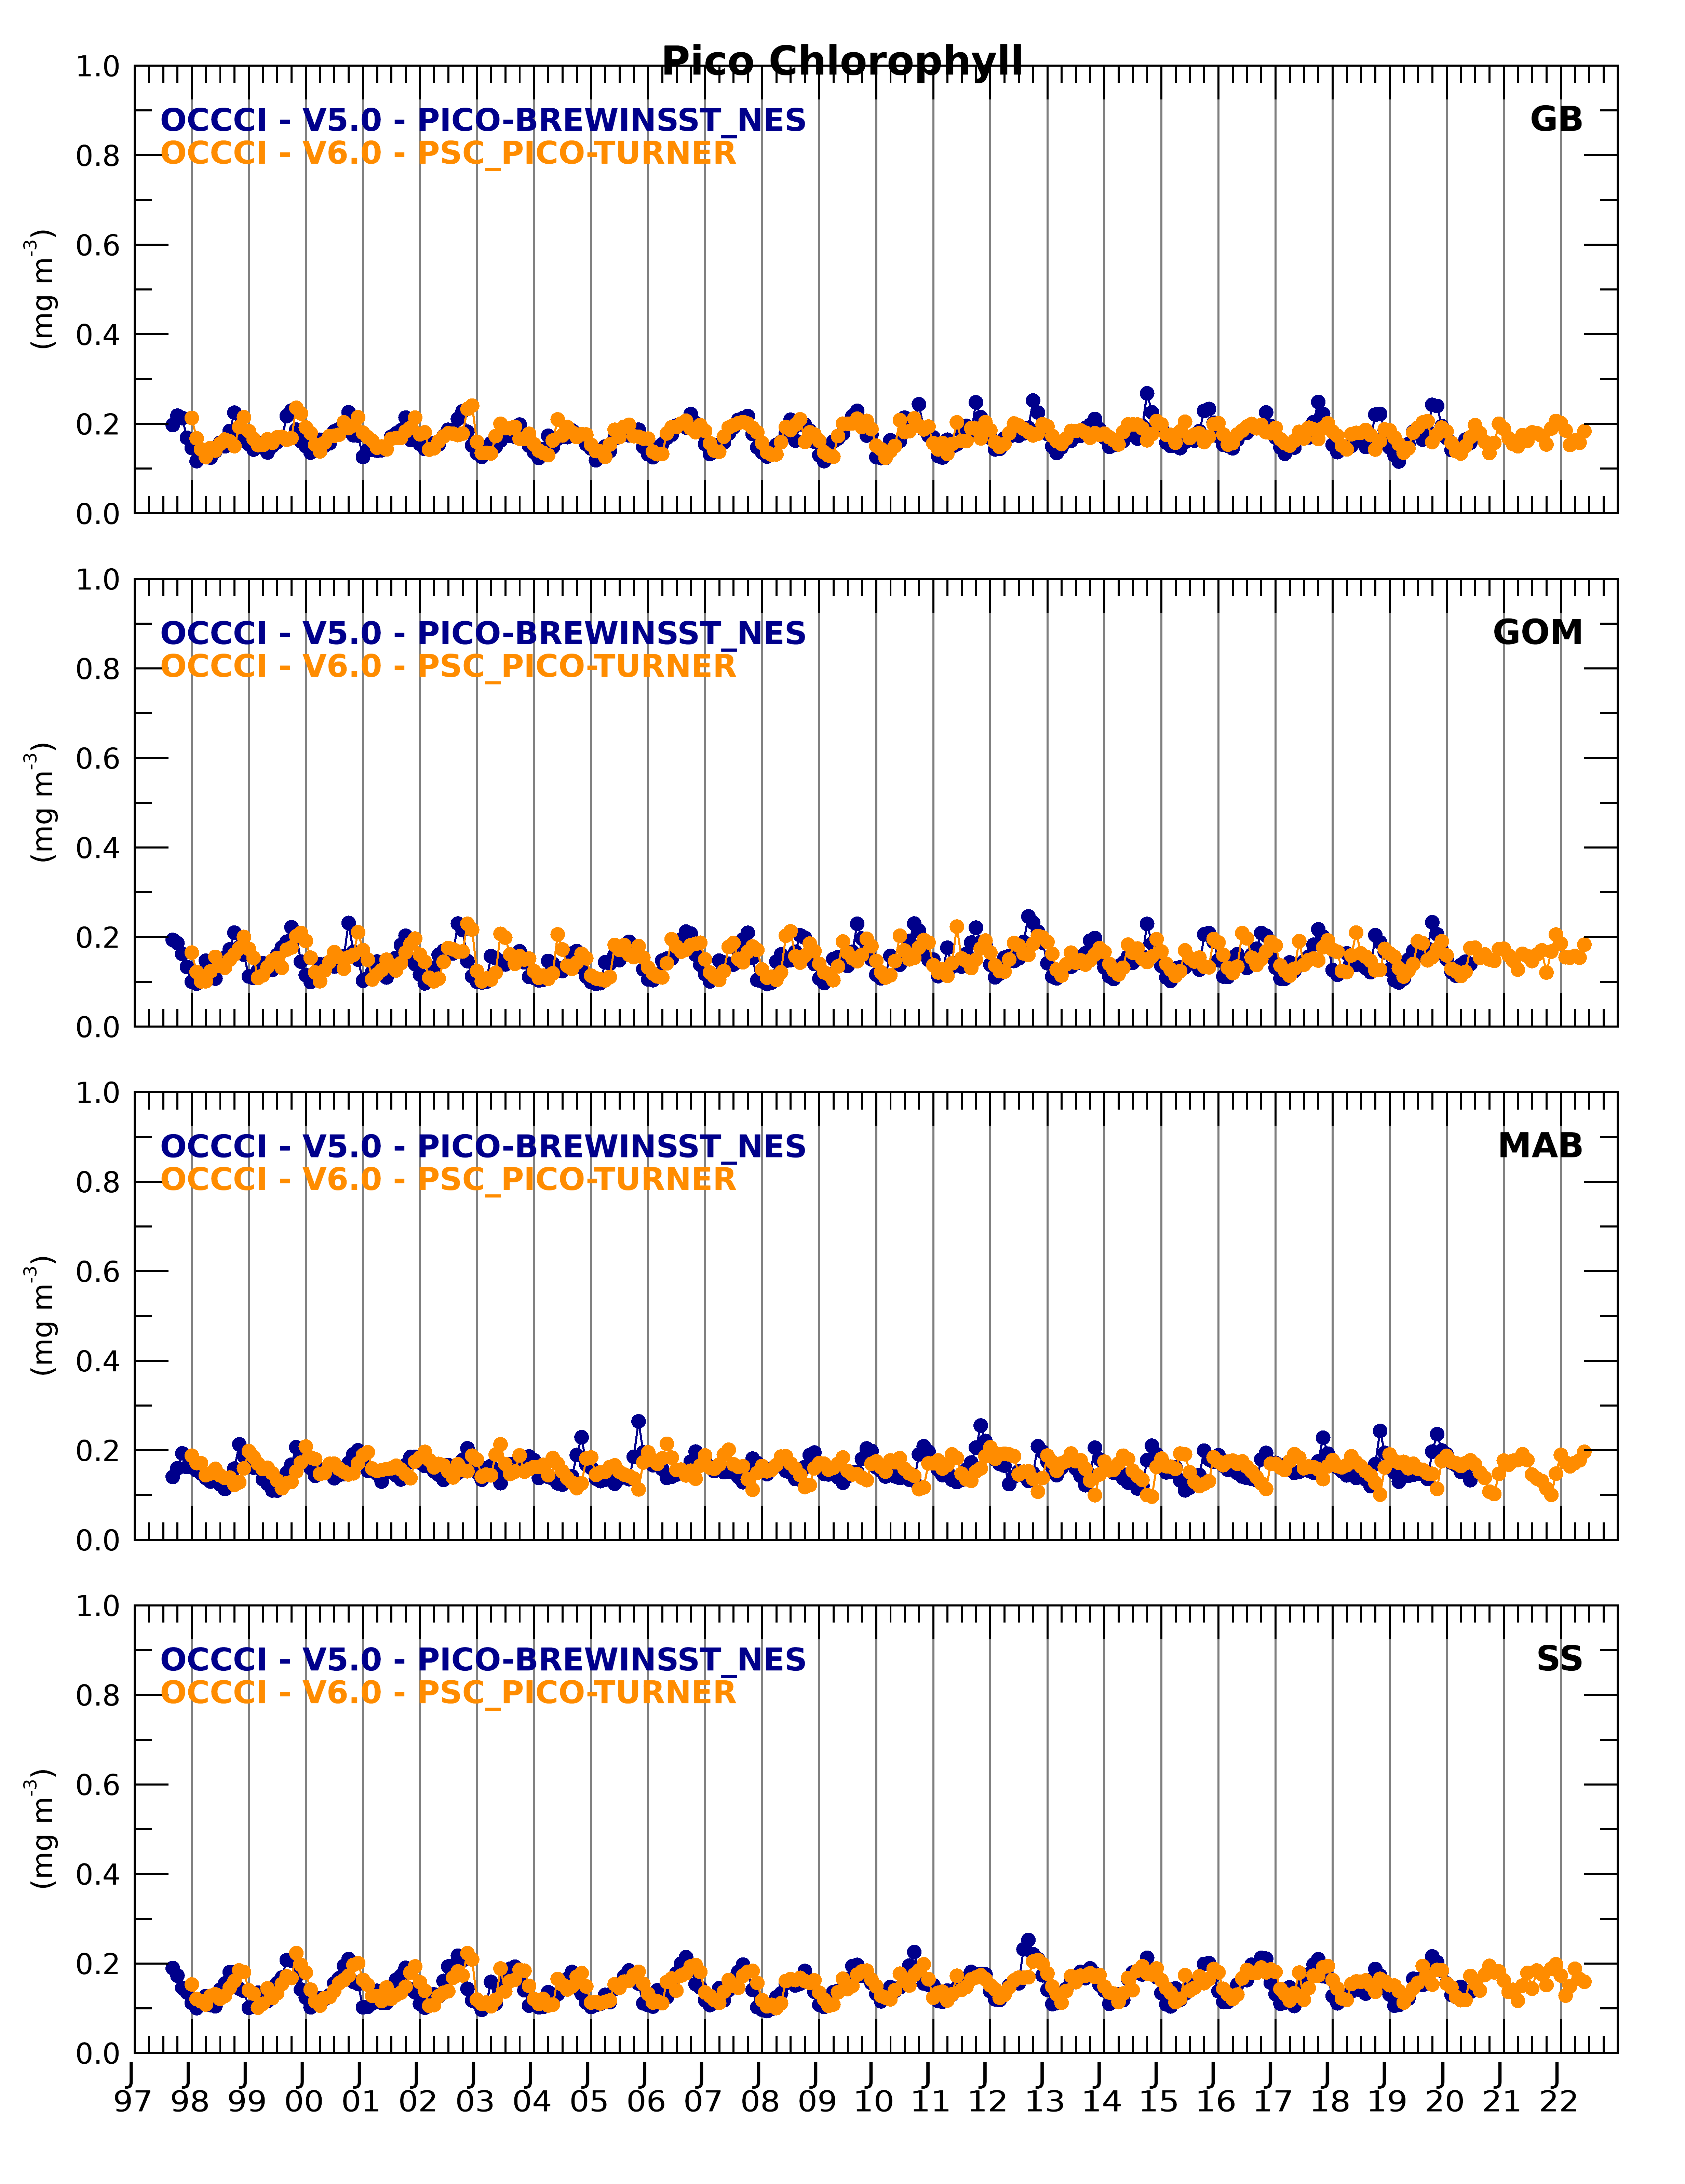 Pico Chlorophyll
1.0
OCCCI - V5.0 - PICO-BREWINSST_NES
GB
OCCCI - V6.0 - PSC_PICO-TURNER
0.8
0.6
(mg m-3)
0.4
0.2
0.0
1.0
OCCCI - V5.0 - PICO-BREWINSST_NES
GOM
OCCCI - V6.0 - PSC_PICO-TURNER
0.8
0.6
(mg m-3)
0.4
0.2
0.0
1.0
OCCCI - V5.0 - PICO-BREWINSST_NES
MAB
OCCCI - V6.0 - PSC_PICO-TURNER
0.8
0.6
(mg m-3)
0.4
0.2
0.0
1.0
OCCCI - V5.0 - PICO-BREWINSST_NES
SS
OCCCI - V6.0 - PSC_PICO-TURNER
0.8
0.6
(mg m-3)
0.4
0.2
0.0
J J J J J J J J J J J J J J J J J J J J J J J J J J
97 98 99 00 01 02 03 04 05 06 07 08 09 10 11 12 13 14 15 16 17 18 19 20 21 22